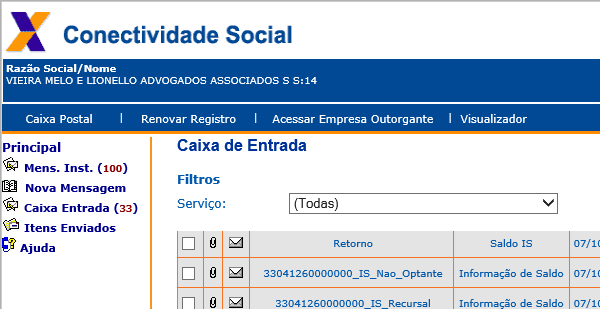 Conectividade Social
Razão Social/Nome
VIEIRA MELO E LIONELLO ADVOGADOS ASSOCIADOS S S:14
Caixa Postal | Renovar Registro | Acessar Empresa Outorgante | Visualizador
Principal
Mens. Inst. (100)
Nova Mensagem
Caixa Entrada (33)
Itens Enviados
Ajuda
Caixa de Entrada
Filtros
Serviço: (Todas)
Retorno Saldo IS 07/10
33041260000000_IS_Nao_Optante Informação de Saldo 07/10
33041260000000_IS_Recursal Informação de Saldo 07/10